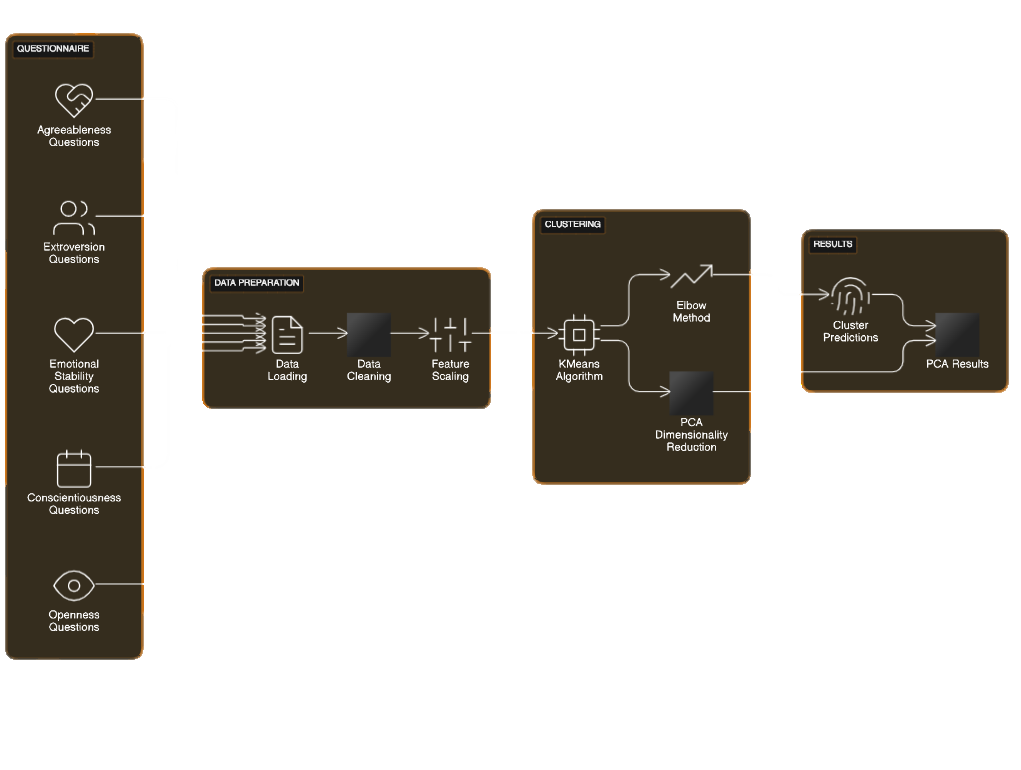 QUESTIONNAIRE
Agreeableness
Questions
Extroversion
Questions
Emotional
Stability
Questions
Conscientiousness
Questions
Openness
Questions
DATA PREPARATION
Data
Loading
Data
Cleaning
Feature
Scaling
CLUSTERING
KMeans
Algorithm
Elbow
Method
PCA
Dimensionality
Reduction
RESULTS
Cluster
Predictions
PCA Results